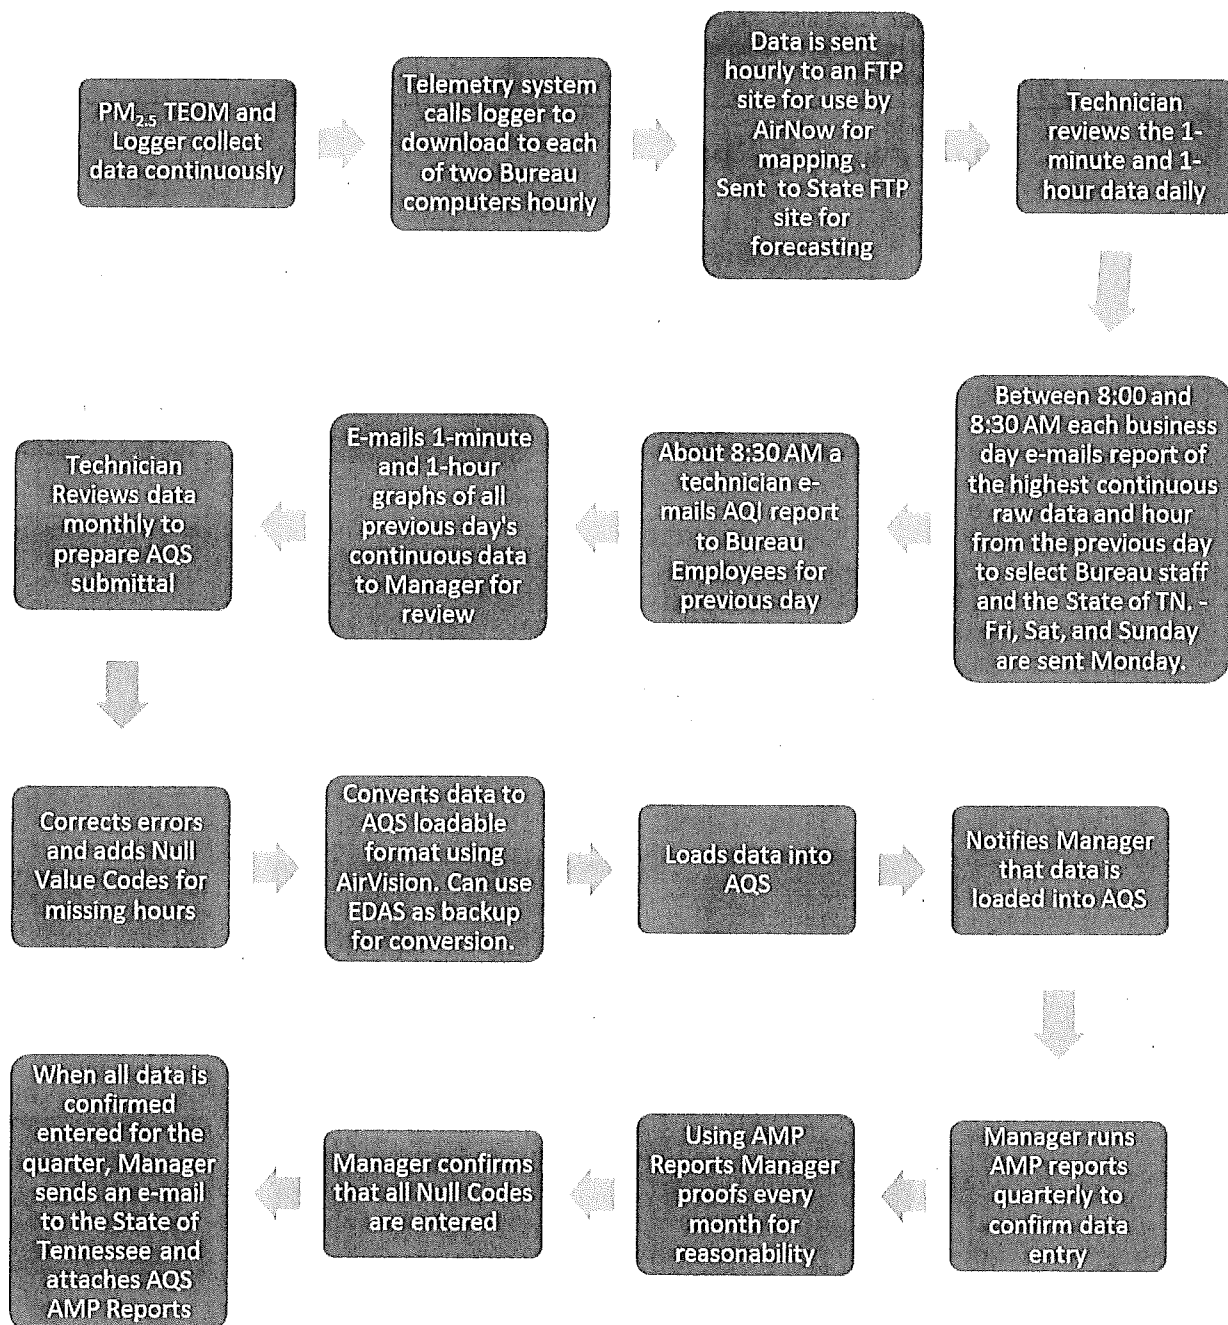 PM2.5 TEOM and
Logger collect
data continuously
Telemetry system
calls logger to
download to each
of two Bureau
computers hourly
Data is sent
hourly to an FTP
site for use by
AirNow for
mapping .
Sent to State FTP
site for
forecasting
Technician
reviews the 1-
minute and 1-
hour data daily
Between 8:00 and
8:30 AM each business
day e-mails report of
the highest continuous
raw data and hour
from the previous day
to select Bureau staff
and the State of TN. -
Fri, Sat, and Sunday
are sent Monday.
About 8:30 AM a
technician e-
mails AQI report
to Bureau
Employees for
previous day
E-mails 1-minute
and 1-hour
graphs of all
previous day's
continuous data
to Manager for
review
Technician
Reviews data
monthly to
prepare AQS
submittal
Corrects errors
and adds Null
Value Codes for
missing hours
Converts data to
AQS loadable
format using
AirVision. Can use
EDAS as backup
for conversion.
Loads data into
AQS
Notifies Manager
that data is
loaded into AQS
Manager runs
AMP reports
quarterly to
confirm data
entry
Using AMP
Reports Manager
proofs every
month for
reasonability
Manager confirms
that all Null Codes
are entered
When all data is
confirmed
entered for the
quarter, Manager
sends an e-mail
to the State of
Tennessee and
attaches AQS
AMP Reports